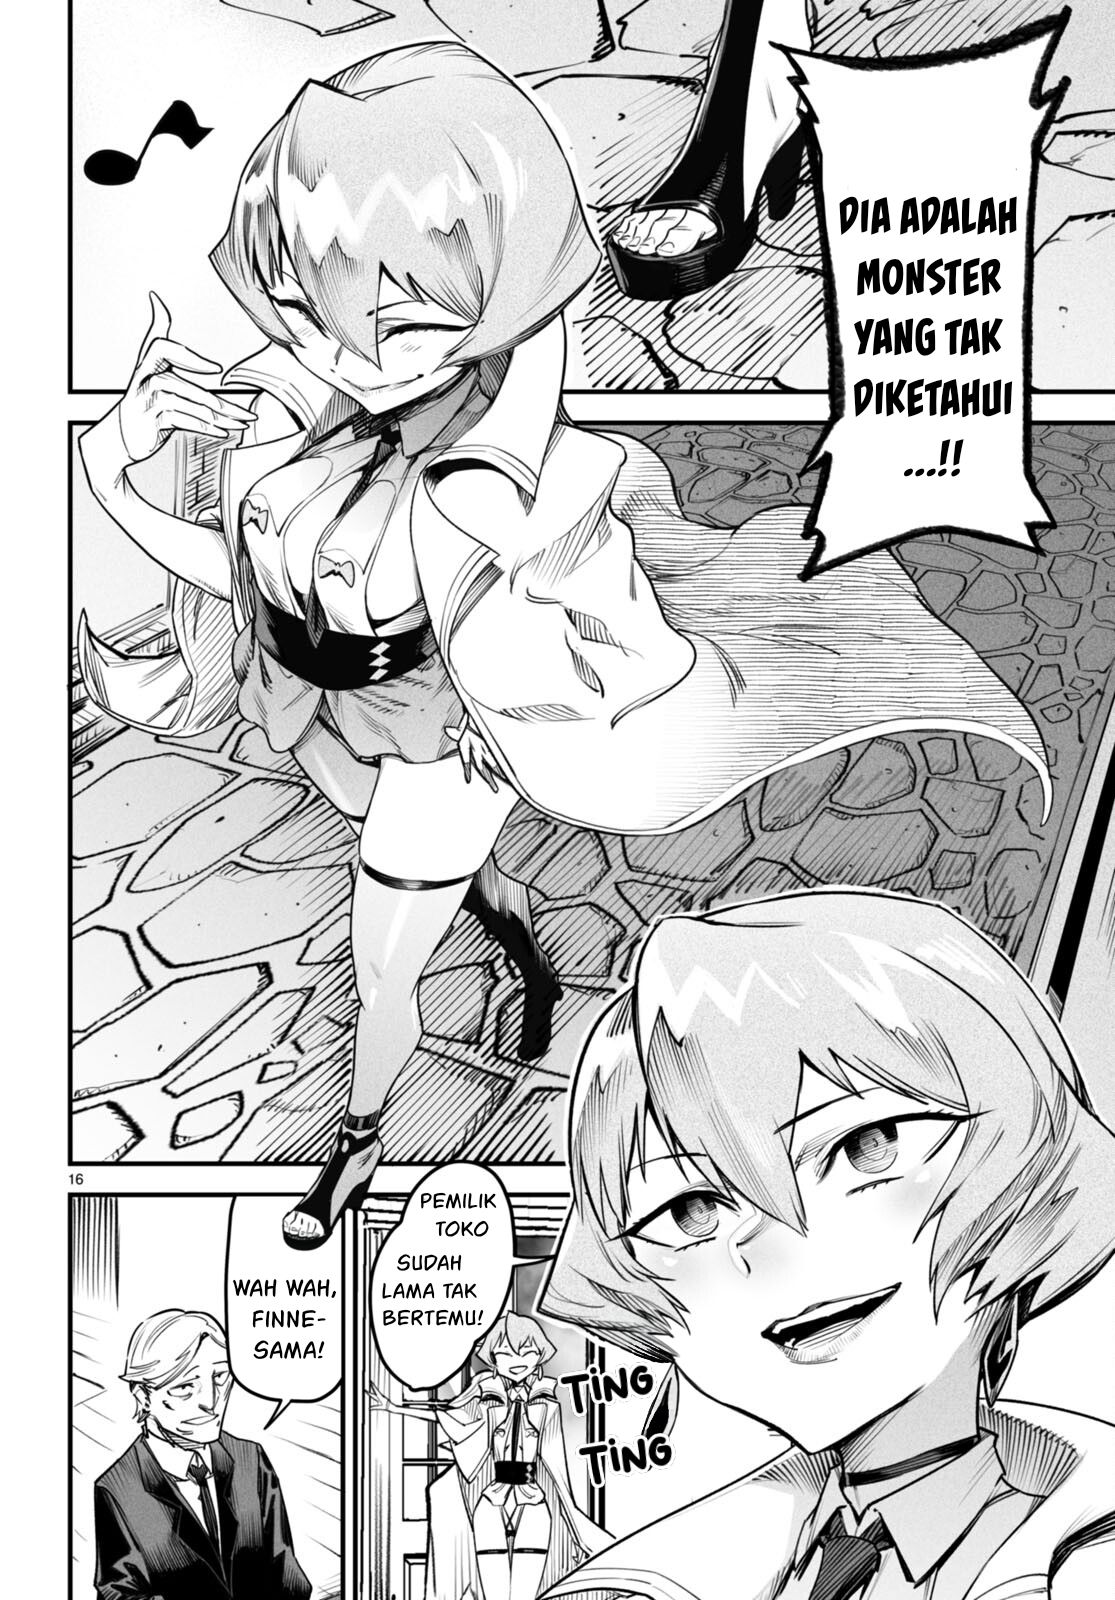 DIA ADALAH
MONSTER
YANG TAK
DIKETAHUI
...!!
16
PEMILIK
TOKO
SUDAH
LAMA TAK
BERTEMU!
WAH WAH,
FINNE-
SAMA!
TING
TING